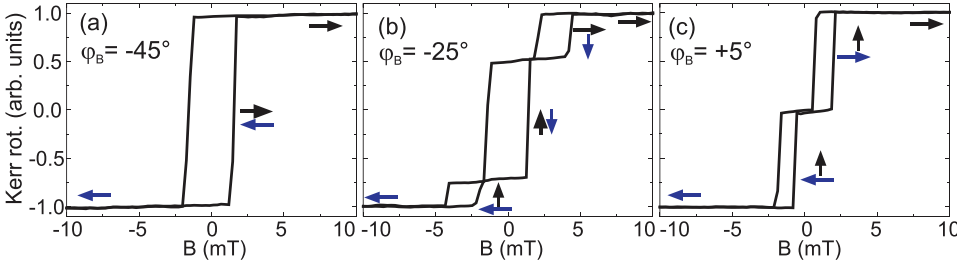 Kerr rot. (arb. units)
1.0
0.5
0.0
-0.5
-1.0
(a)
φB= -45°
-10 -5 0 5 10
B (mT)
(b)
φB= -25°
-10 -5 0 5 10
B (mT)
(c)
φB= +5°
-10 -5 0 5 10
B (mT)